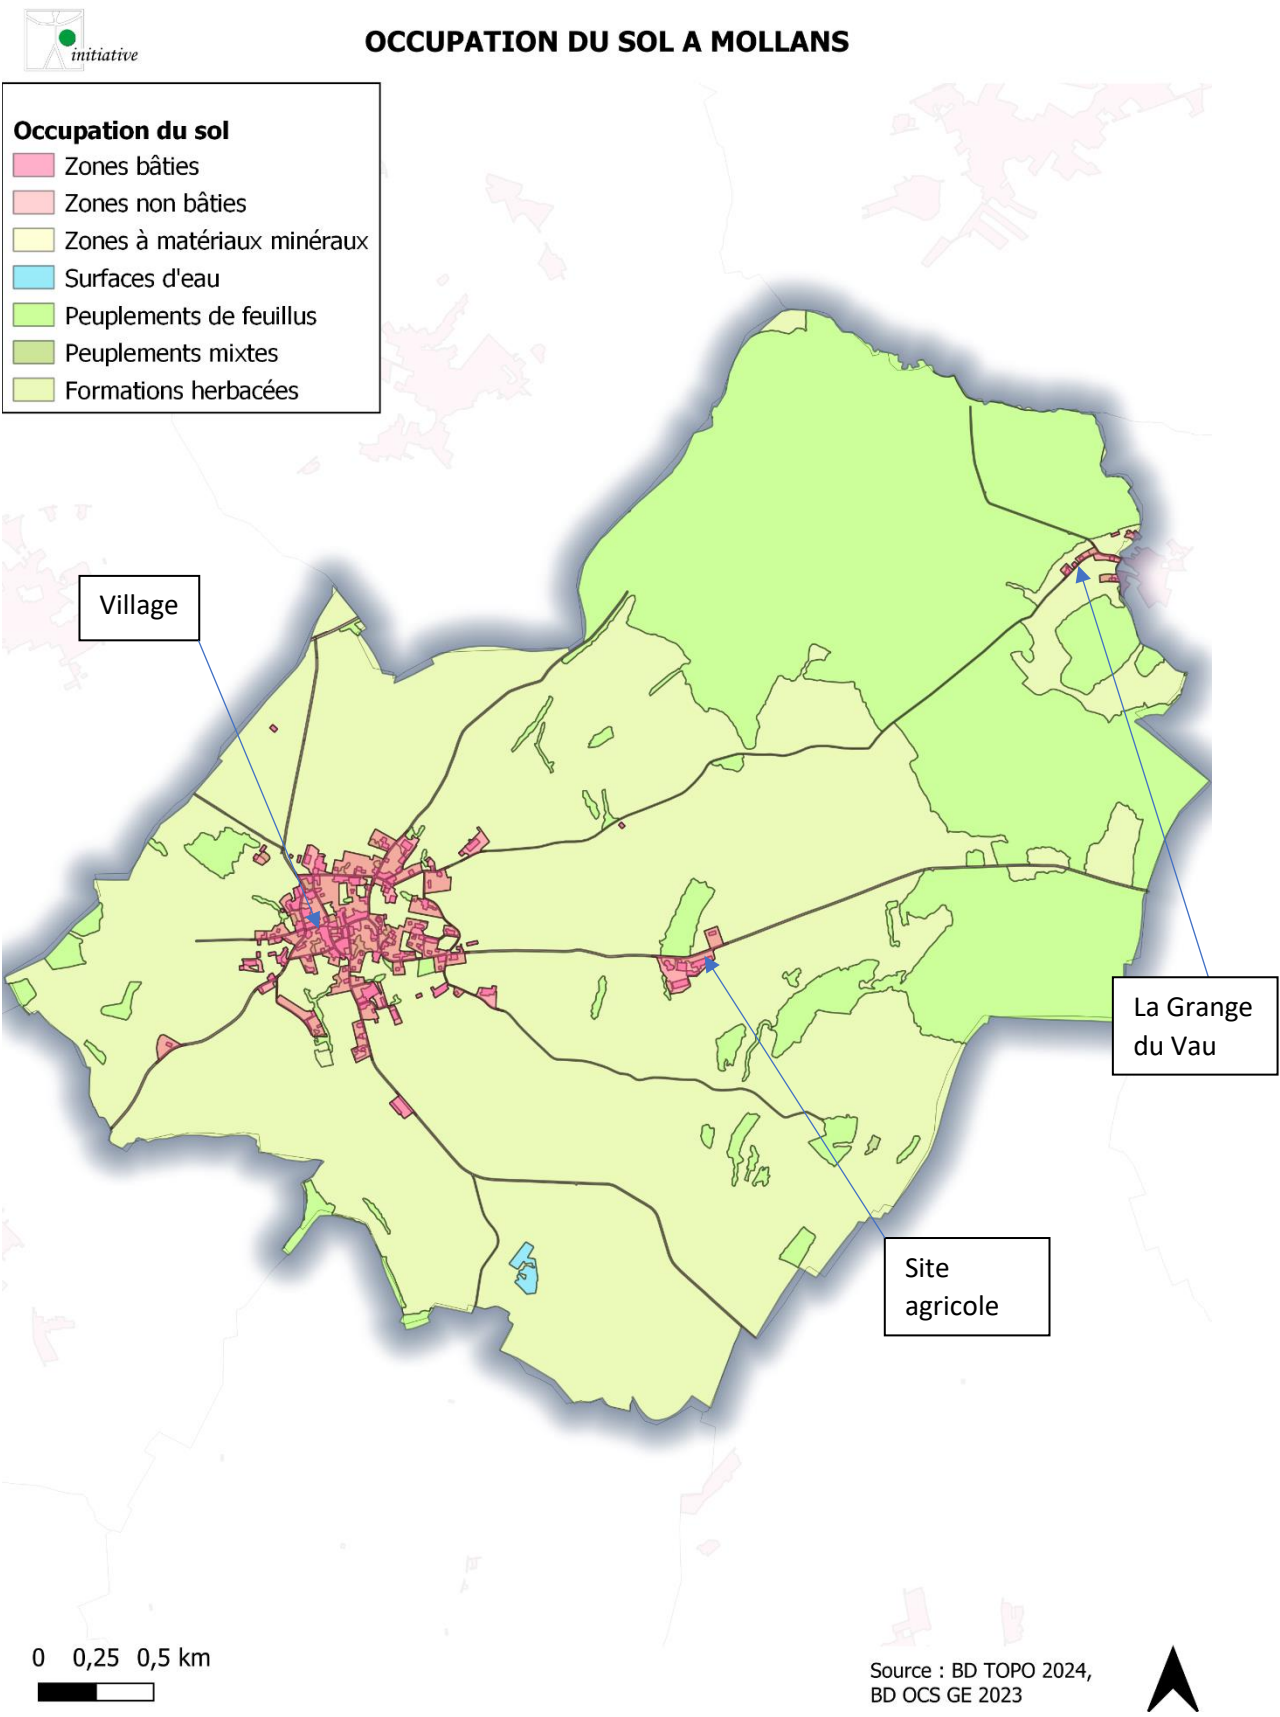 initiative
OCCUPATION DU SOL A MOLLANS
Occupation du sol
Zones bâties
Zones non bâties
Zones à matériaux minéraux
Surfaces d'eau
Peuplements de feuillus
Peuplements mixtes
Formations herbacées
Village
La Grange
du Vau
Site
agricole
0 0,25 0,5 km
Source : BD TOPO 2024,
BD OCS GE 2023